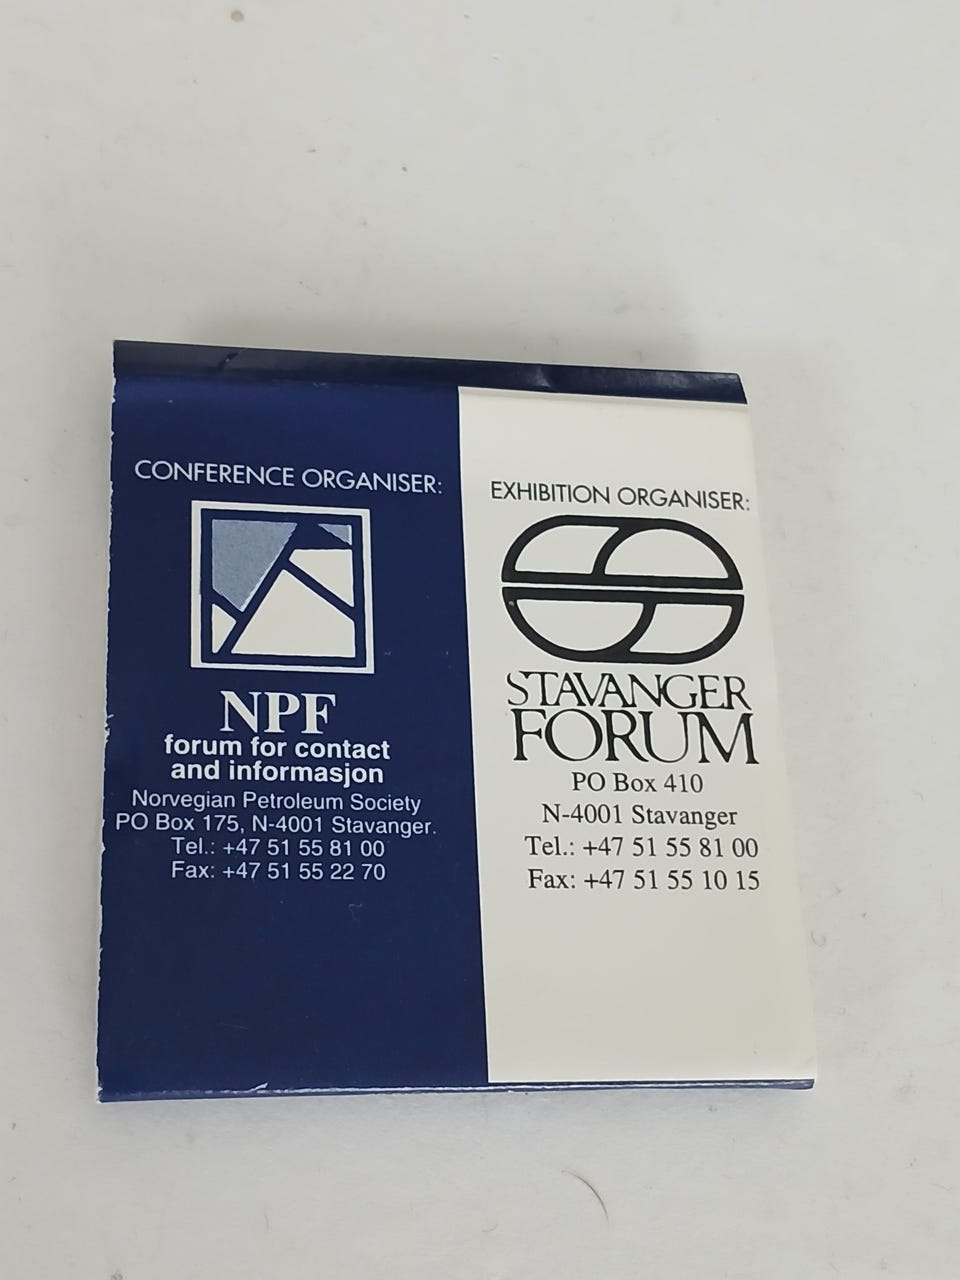 CONFERENCE ORGANISER:
NPF
forum for contact
and informasjon
Norvegian Petroleum Society
PO Box 175, N-4001 Stavanger.
Tel.: +47 51 55 81 00
Fax: +47 51 55 22 70
EXHIBITION ORGANISER:
STAVANGER
FORUM
PO Box 410
N-4001 Stavanger
Tel.: +47 51 55 81 00
Fax: +47 51 55 10 15